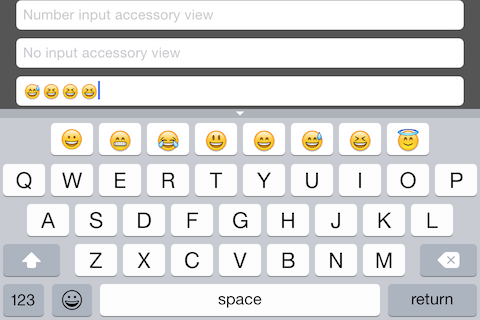 Number input accessory view
No input accessory view
😅😆😆😆
😀 😁 😂 😃 😄 😅 😆 😇
Q W E R T Y U I O P
A S D F G H J K L
Z X C V B N M
123 space return